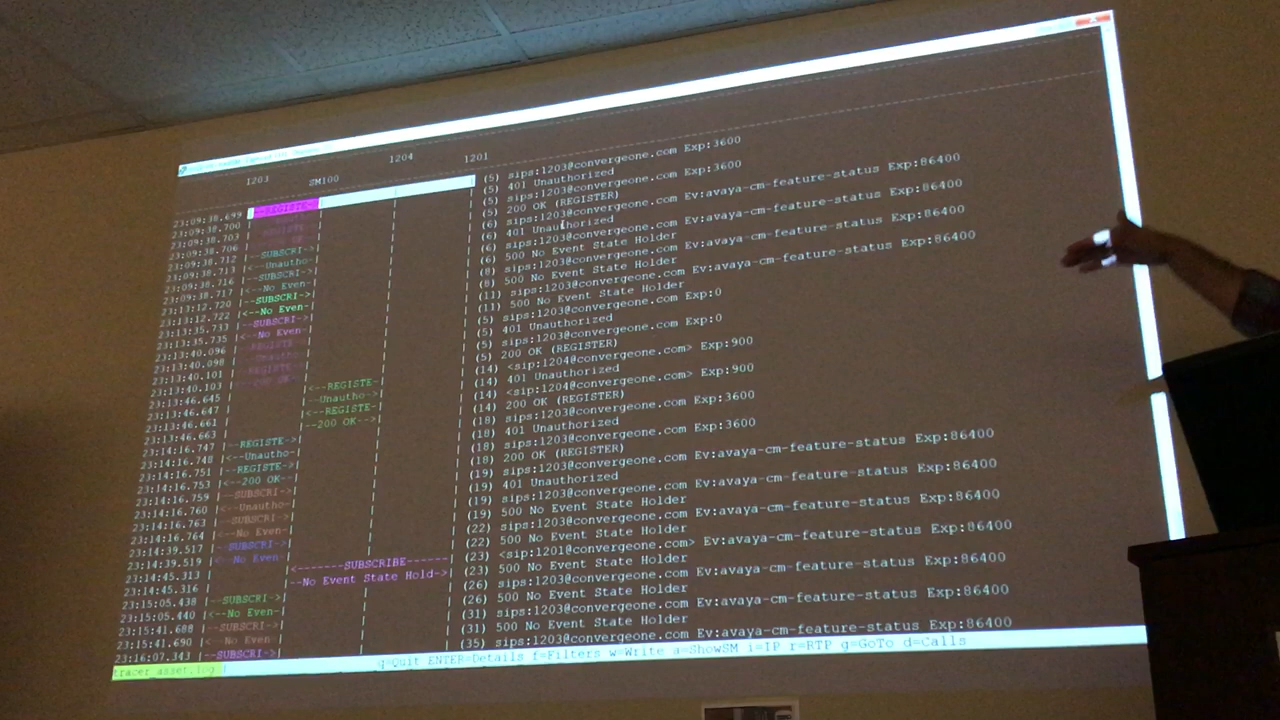 1203 SM100 1204 1201
23:09:38.699 |--REGISTE-> (5) sips:1203@convergeone.com Exp:3600
23:09:38.700 (5) 401 Unauthorized
23:09:38.703 (5) sips:1203@convergeone.com Exp:3600
23:09:38.706 (5) 200 OK (REGISTER)
23:09:38.712 |--SUBSCRI->| (6) sips:1203@convergeone.com Ev:avaya-cm-feature-status Exp:86400
23:09:38.713 |<--Unautho-| (6) 401 Unauthorized
23:09:38.716 |--SUBSCRI->| (6) sips:1203@convergeone.com Ev:avaya-cm-feature-status Exp:86400
23:09:38.717 |<--No Even-| (6) 500 No Event State Holder
23:13:12.720 |--SUBSCRI->| (8) sips:1203@convergeone.com Ev:avaya-cm-feature-status Exp:86400
23:13:12.722 |<--No Even-| (8) 500 No Event State Holder
23:13:35.733 |--SUBSCRI->| (11) sips:1203@convergeone.com Ev:avaya-cm-feature-status Exp:86400
23:13:35.735 |<--No Even-| (11) 500 No Event State Holder
23:13:40.096 |--REGISTE->| (5) sips:1203@convergeone.com Exp:0
23:13:40.098 |<--Unautho-| (5) 401 Unauthorized
23:13:40.101 |--REGISTE->| (5) sips:1203@convergeone.com Exp:0
23:13:40.103 |<--200 OK--| (5) 200 OK (REGISTER)
23:13:46.645 |<--REGISTE-| (14) <sip:1204@convergeone.com> Exp:900
23:13:46.647 |--Unautho->| (14) 401 Unauthorized
23:13:46.661 |<--REGISTE-| (14) <sip:1204@convergeone.com> Exp:900
23:13:46.663 |--200 OK-->| (14) 200 OK (REGISTER)
23:14:16.747 |--REGISTE->| (18) sips:1203@convergeone.com Exp:3600
23:14:16.748 |<--Unautho-| (18) 401 Unauthorized
23:14:16.751 |--REGISTE->| (18) sips:1203@convergeone.com Exp:3600
23:14:16.753 |<--200 OK--| (18) 200 OK (REGISTER)
23:14:16.759 |--SUBSCRI->| (19) sips:1203@convergeone.com Ev:avaya-cm-feature-status Exp:86400
23:14:16.760 |<--Unautho-| (19) 401 Unauthorized
23:14:16.763 |--SUBSCRI->| (19) sips:1203@convergeone.com Ev:avaya-cm-feature-status Exp:86400
23:14:16.764 |<--No Even-| (19) 500 No Event State Holder
23:14:39.517 |--SUBSCRI->| (22) sips:1203@convergeone.com Ev:avaya-cm-feature-status Exp:86400
23:14:39.519 |<--No Even-| (22) 500 No Event State Holder
23:14:45.313 |<-------SUBSCRIBE------| (23) <sip:1201@convergeone.com> Ev:avaya-cm-feature-status Exp:86400
23:14:45.316 |--No Event State Hold->| (23) 500 No Event State Holder
23:15:05.438 |--SUBSCRI->| (26) sips:1203@convergeone.com Ev:avaya-cm-feature-status Exp:86400
23:15:05.440 |<--No Even-| (26) 500 No Event State Holder
23:15:41.688 |--SUBSCRI->| (31) sips:1203@convergeone.com Ev:avaya-cm-feature-status Exp:86400
23:15:41.690 |<--No Even-| (31) 500 No Event State Holder
23:16:07.343 |--SUBSCRI->| (35) sips:1203@convergeone.com Ev:avaya-cm-feature-status Exp:86400
tracer_asset.log q=Quit ENTER=Details f=Filters w=Write a=ShowSM i=IP r=RTP g=GoTo d=Calls